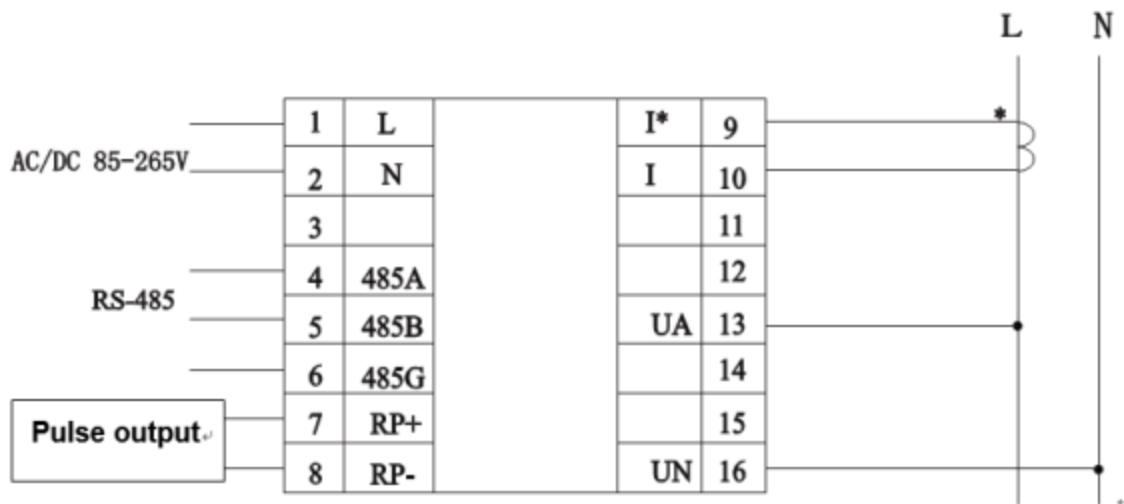 L N
1 L I* 9 *
AC/DC 85-265V
2 N I 10
3 11
4 485A 12
RS-485
5 485B UA 13
6 485G 14
7 RP+ 15
Pulse output
8 RP- UN 16